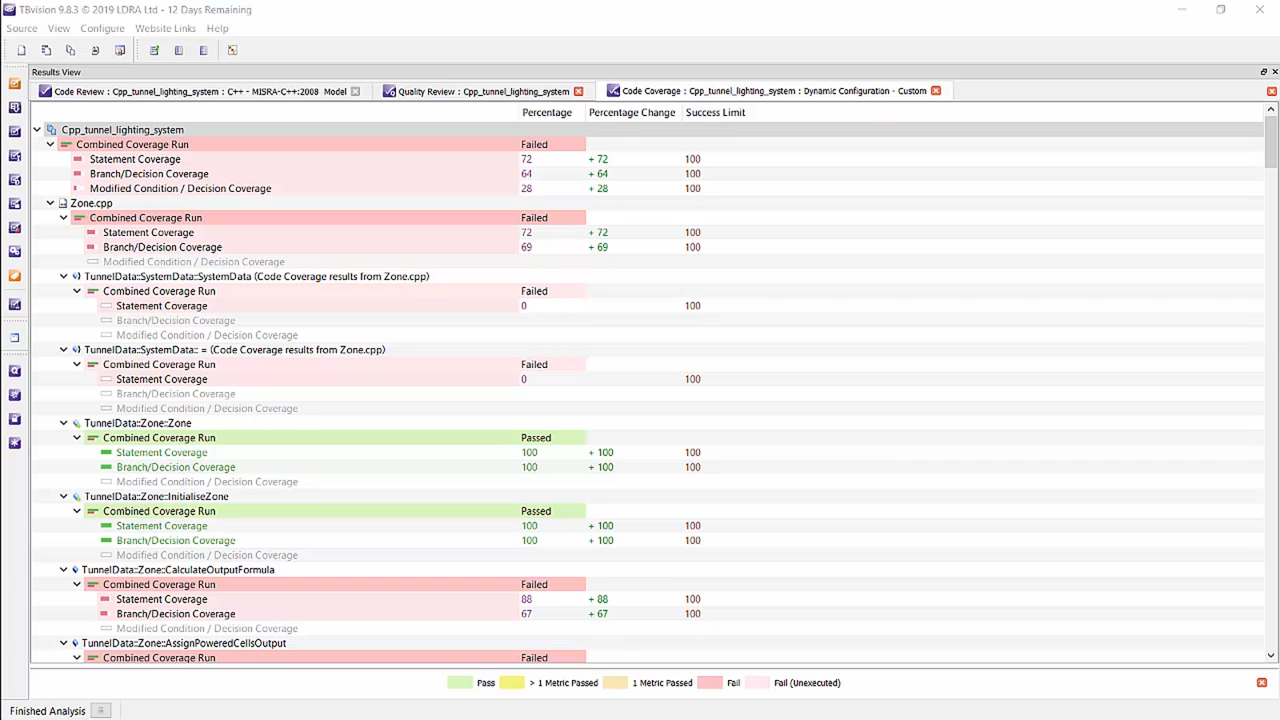 TBvision 9.8.3 © 2019 LDRA Ltd - 12 Days Remaining
Source View Configure Website Links Help
Results View
Code Review : Cpp_tunnel_lighting_system : C++ - MISRA-C++:2008 Model Quality Review : Cpp_tunnel_lighting_system Code Coverage : Cpp_tunnel_lighting_system : Dynamic Configuration - Custom
Percentage Percentage Change Success Limit
Cpp_tunnel_lighting_system
Combined Coverage Run Failed
Statement Coverage 72 + 72 100
Branch/Decision Coverage 64 + 64 100
Modified Condition / Decision Coverage 28 + 28 100
Zone.cpp
Combined Coverage Run Failed
Statement Coverage 72 + 72 100
Branch/Decision Coverage 69 + 69 100
Modified Condition / Decision Coverage
TunnelData::SystemData::SystemData (Code Coverage results from Zone.cpp)
Combined Coverage Run Failed
Statement Coverage 0 100
Branch/Decision Coverage
Modified Condition / Decision Coverage
TunnelData::SystemData:: = (Code Coverage results from Zone.cpp)
Combined Coverage Run Failed
Statement Coverage 0 100
Branch/Decision Coverage
Modified Condition / Decision Coverage
TunnelData::Zone::Zone
Combined Coverage Run Passed
Statement Coverage 100 + 100 100
Branch/Decision Coverage 100 + 100 100
Modified Condition / Decision Coverage
TunnelData::Zone::InitialiseZone
Combined Coverage Run Passed
Statement Coverage 100 + 100 100
Branch/Decision Coverage 100 + 100 100
Modified Condition / Decision Coverage
TunnelData::Zone::CalculateOutputFormula
Combined Coverage Run Failed
Statement Coverage 88 + 88 100
Branch/Decision Coverage 67 + 67 100
Modified Condition / Decision Coverage
TunnelData::Zone::AssignPoweredCellsOutput
Combined Coverage Run Failed
Pass > 1 Metric Passed 1 Metric Passed Fail Fail (Unexecuted)
Finished Analysis